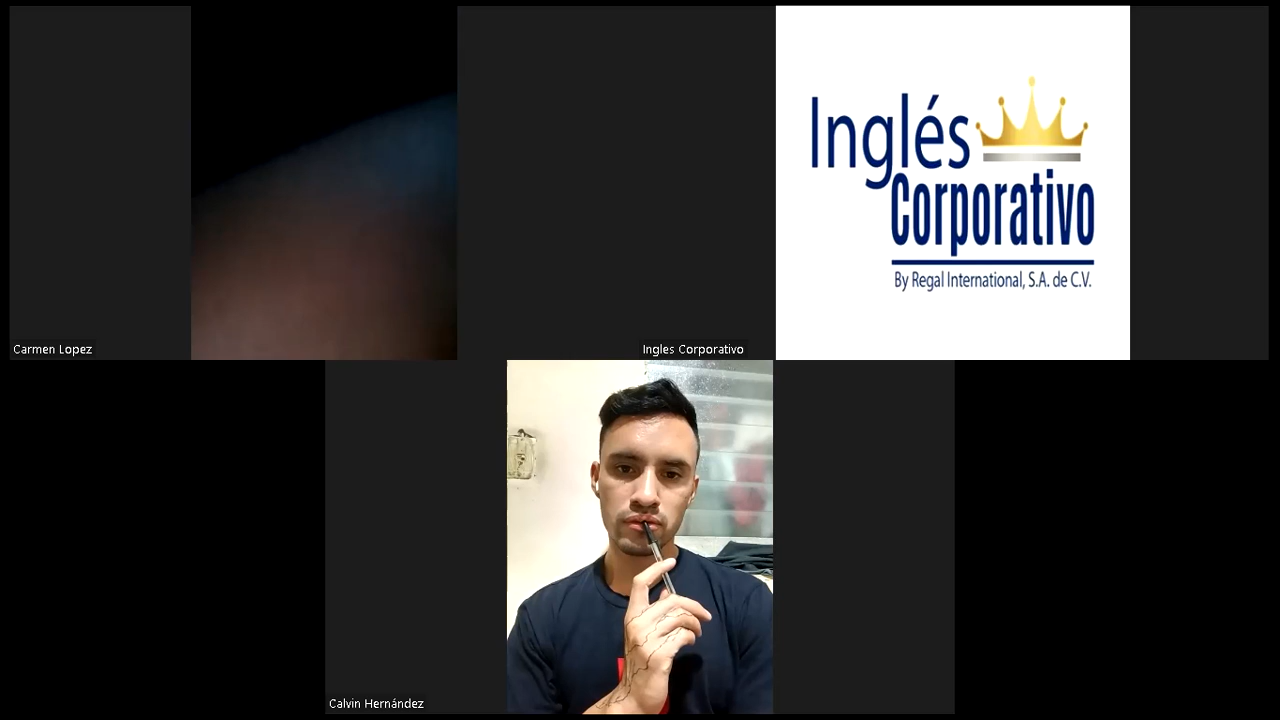 Inglés
Corporativo
By Regal International, S.A. de C.V.
Carmen Lopez
Ingles Corporativo
Calvin Hernández